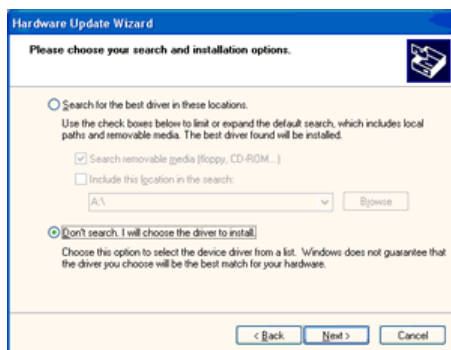 Hardware Update Wizard
Please choose your search and installation options.
Search for the best driver in these locations.
Use the check boxes below to limit or expand the default search, which includes local
paths and removable media. The best driver found will be installed.
Search removable media (floppy, CD-ROM...)
Include this location in the search:
A:\
Browse
Don't search. I will choose the driver to install.
Choose this option to select the device driver from a list. Windows does not guarantee that
the driver you choose will be the best match for your hardware.
< Back
Next >
Cancel